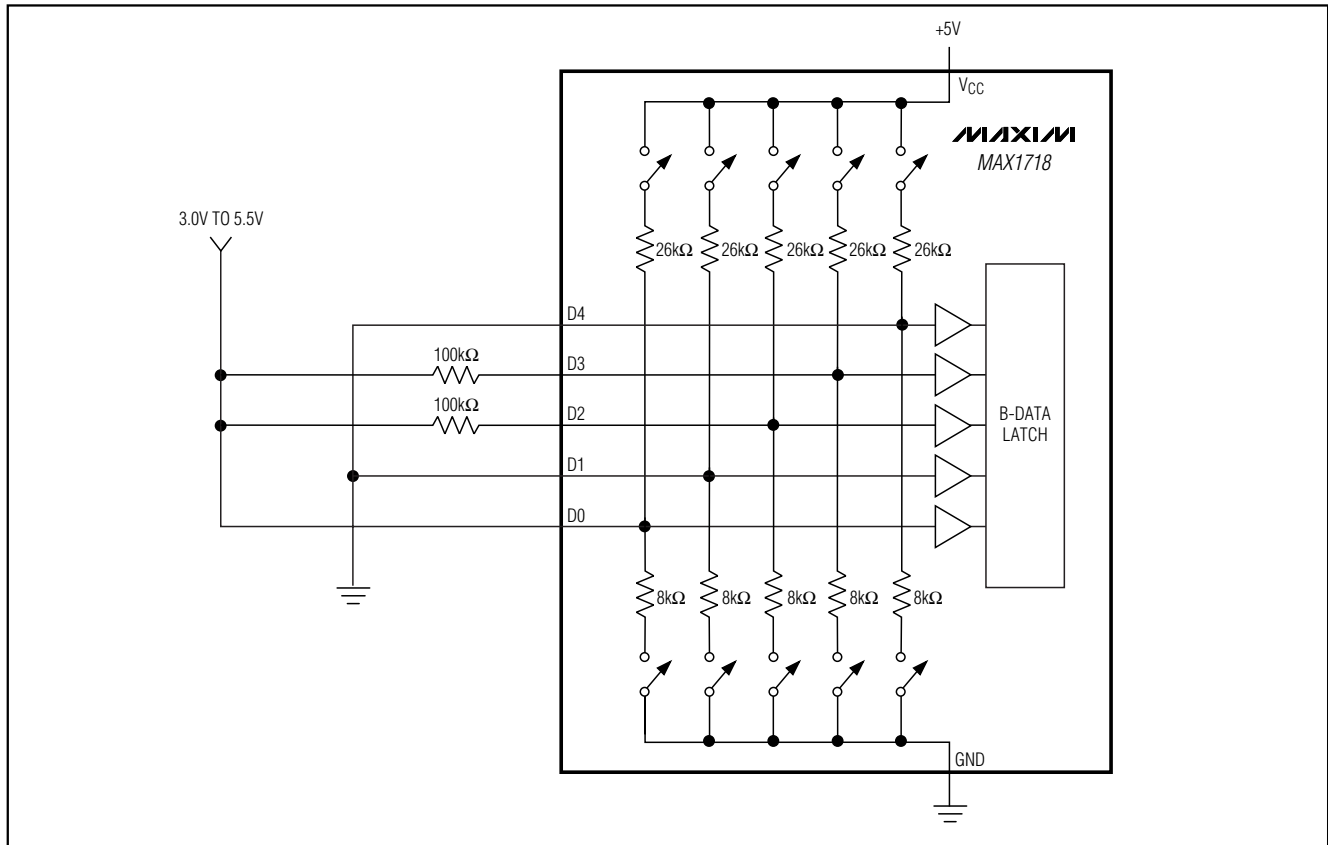 +5V
VCC
MAXIM
MAX1718
3.0V TO 5.5V
26kΩ 26kΩ 26kΩ 26kΩ 26kΩ
D4
100kΩ
D3
100kΩ
D2
B-DATA
LATCH
D1
D0
8kΩ 8kΩ 8kΩ 8kΩ 8kΩ
GND